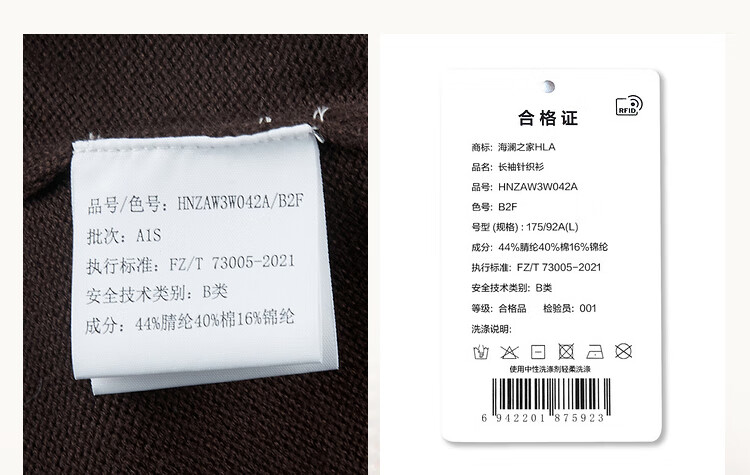 品号/色号: HNZAW3W042A/B2F
批次: A1S
执行标准: FZ/T 73005-2021
安全技术类别: B类
成分: 44%腈纶40%棉16%锦纶
合格证
RFID
商标: 海澜之家HLA
品名: 长袖针织衫
品号: HNZAW3W042A
色号: B2F
号型 (规格) : 175/92A(L)
成分: 44%腈纶40%棉16%锦纶
执行标准: FZ/T 73005-2021
安全技术类别: B类
等级: 合格品 检验员: 001
洗涤说明:
使用中性洗涤剂轻柔洗涤
6 942201 875923